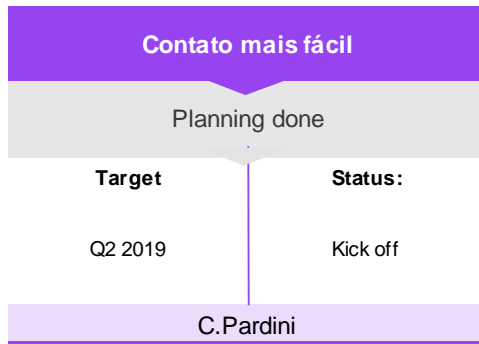 Contato mais fácil
Planning done
Target
Status:
Q2 2019
Kick off
C.Pardini